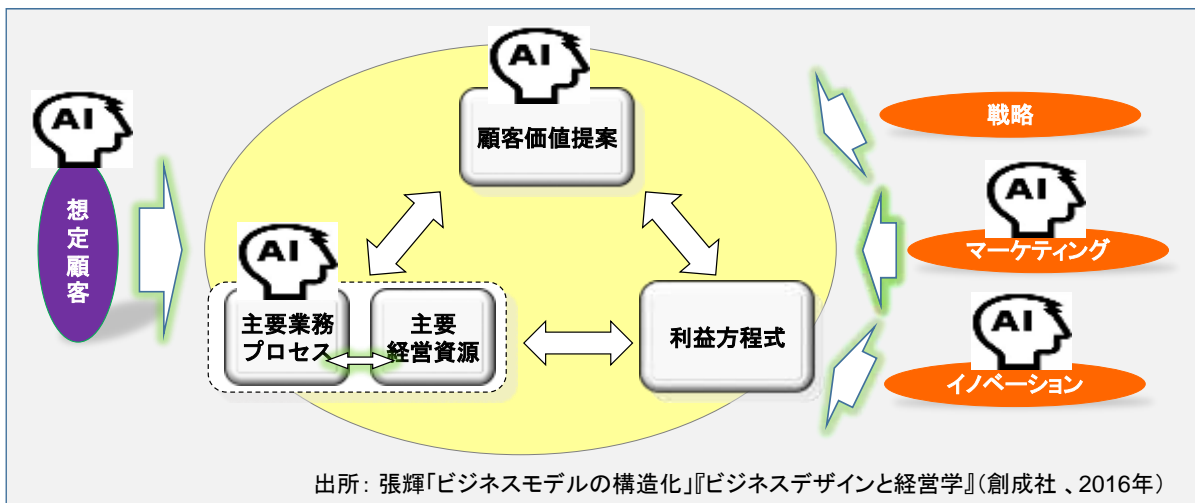 AI
顧客価値提案
AI
想定顧客
戦略
AI
マーケティング
AI
主要業務
プロセス
主要
経営資源
利益方程式
AI
イノベーション
出所： 張輝「ビジネスモデルの構造化」『ビジネスデザインと経営学』（創成社 、2016年）